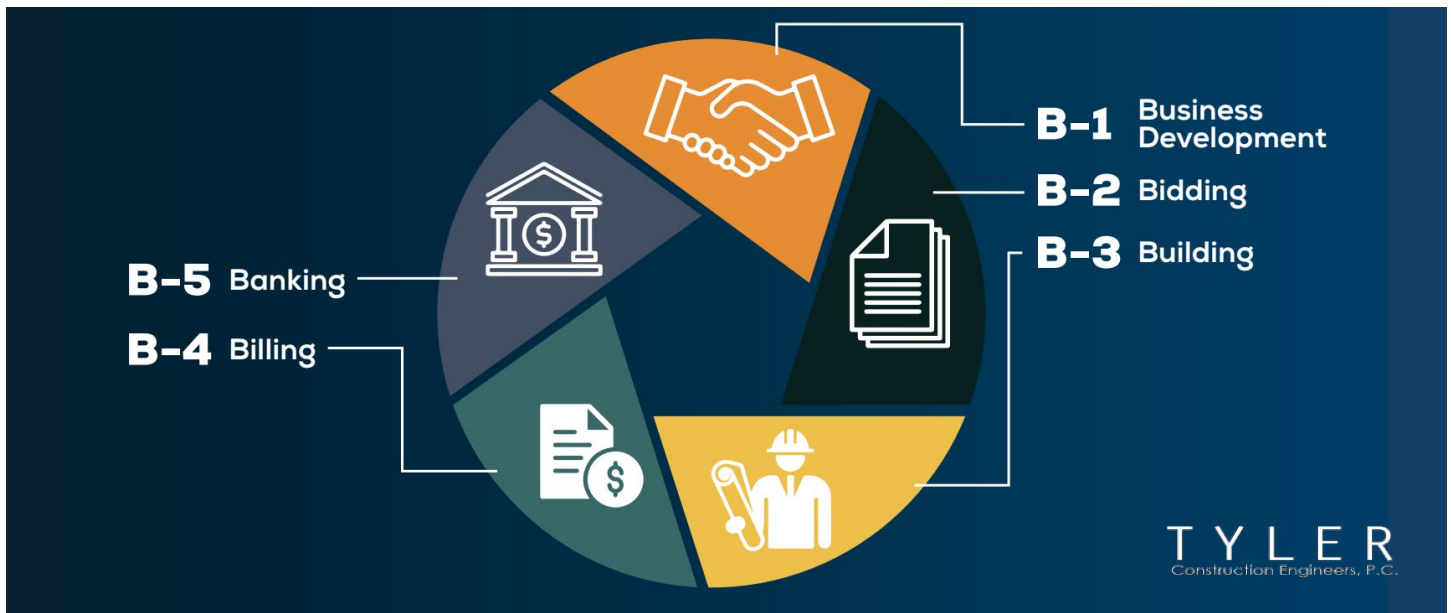 B-1 Business
Development
B-2 Bidding
B-3 Building
B-5 Banking
B-4 Billing
$
$
TYLER
Construction Engineers, P.C.